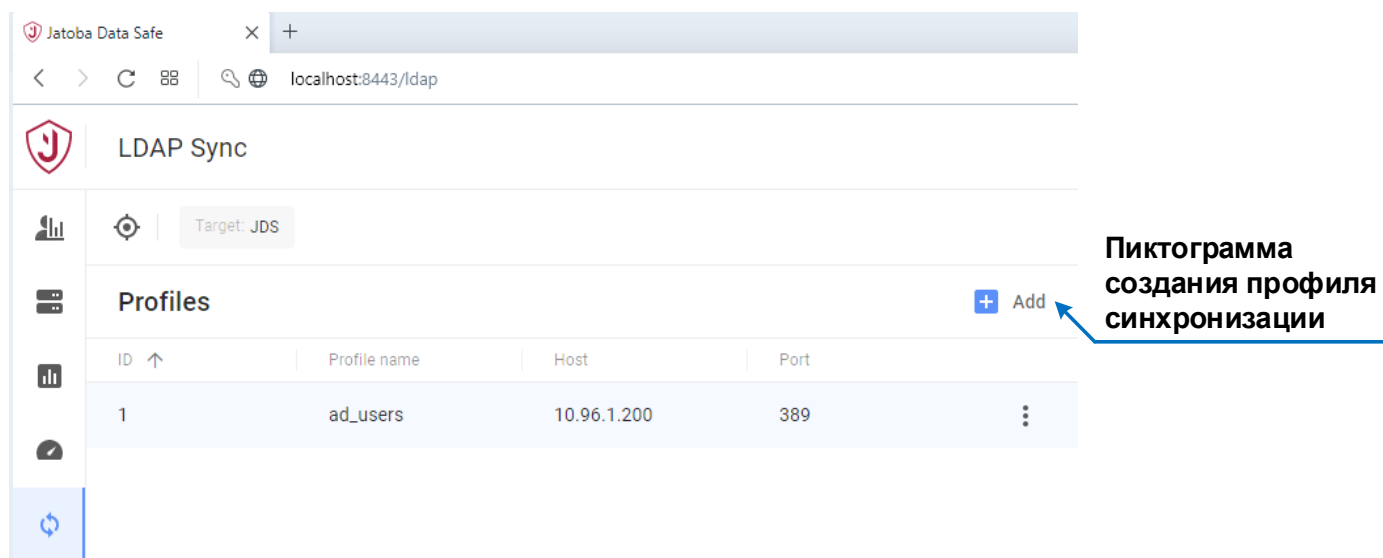 Jatoba Data Safe
localhost:8443/ldap
LDAP Sync
Target: JDS
Profiles
Add
Пиктограмма
создания профиля
синхронизации
ID Profile name Host Port
1 ad_users 10.96.1.200 389